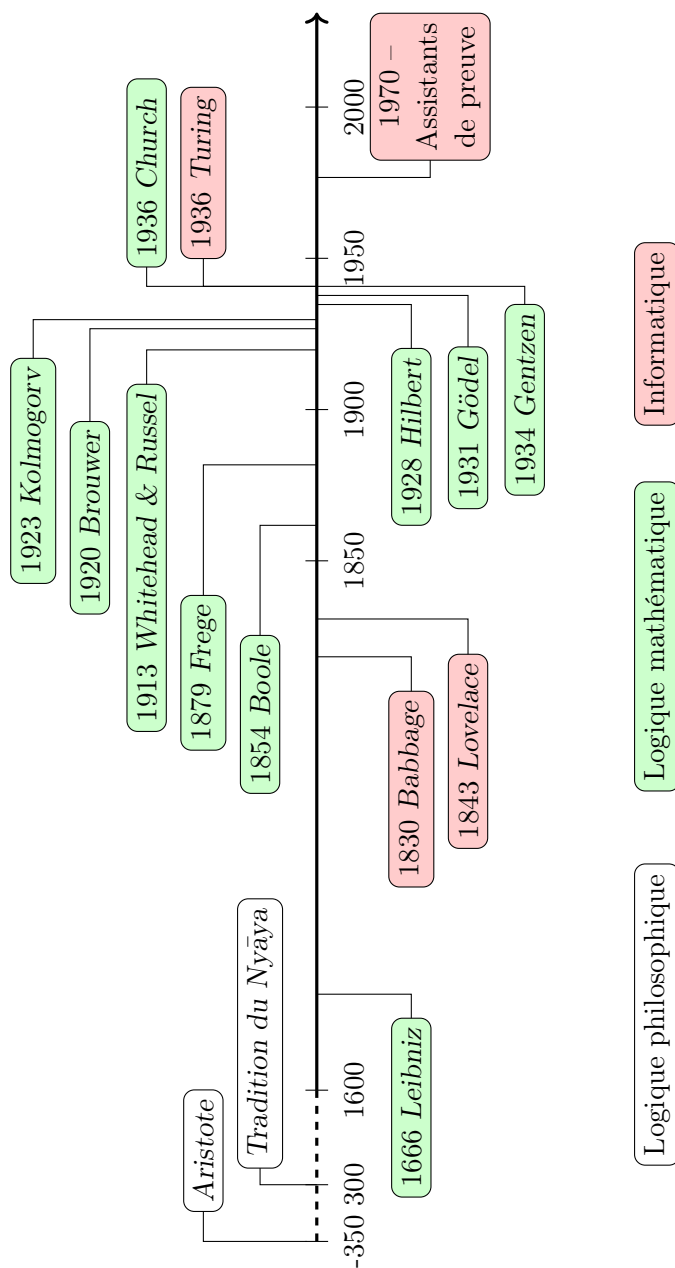 1923 Kolmogorv
1920 Brouwer
1913 Whitehead & Russel
1936 Church
Aristote
1879 Frege
1936 Turing
Tradition du Nyāya
1854 Boole
-350
300
1600
1850
1900
1950
2000
1666 Leibniz
1830 Babbage
1928 Hilbert
1970 –
Assistants
de preuve
1843 Lovelace
1931 Gödel
1934 Gentzen
Logique philosophique
Logique mathématique
Informatique